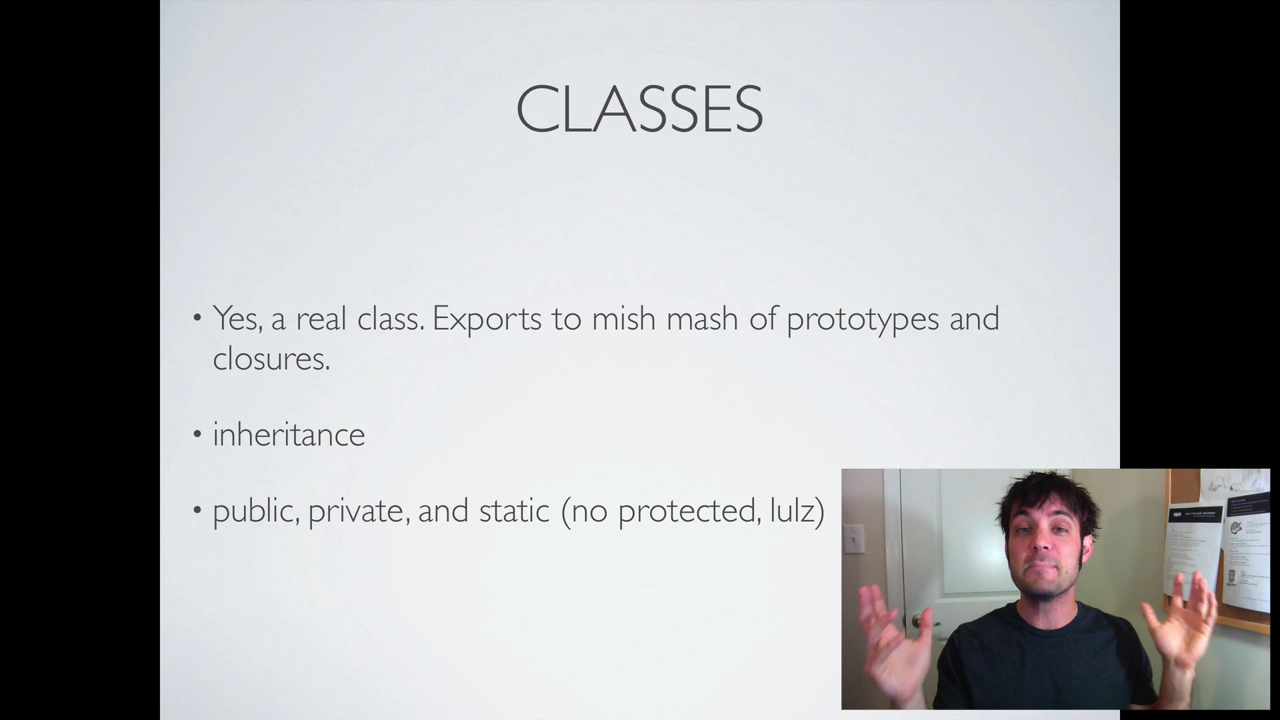 CLASSES
• Yes, a real class. Exports to mish mash of prototypes and
closures.
• inheritance
• public, private, and static (no protected, lulz)